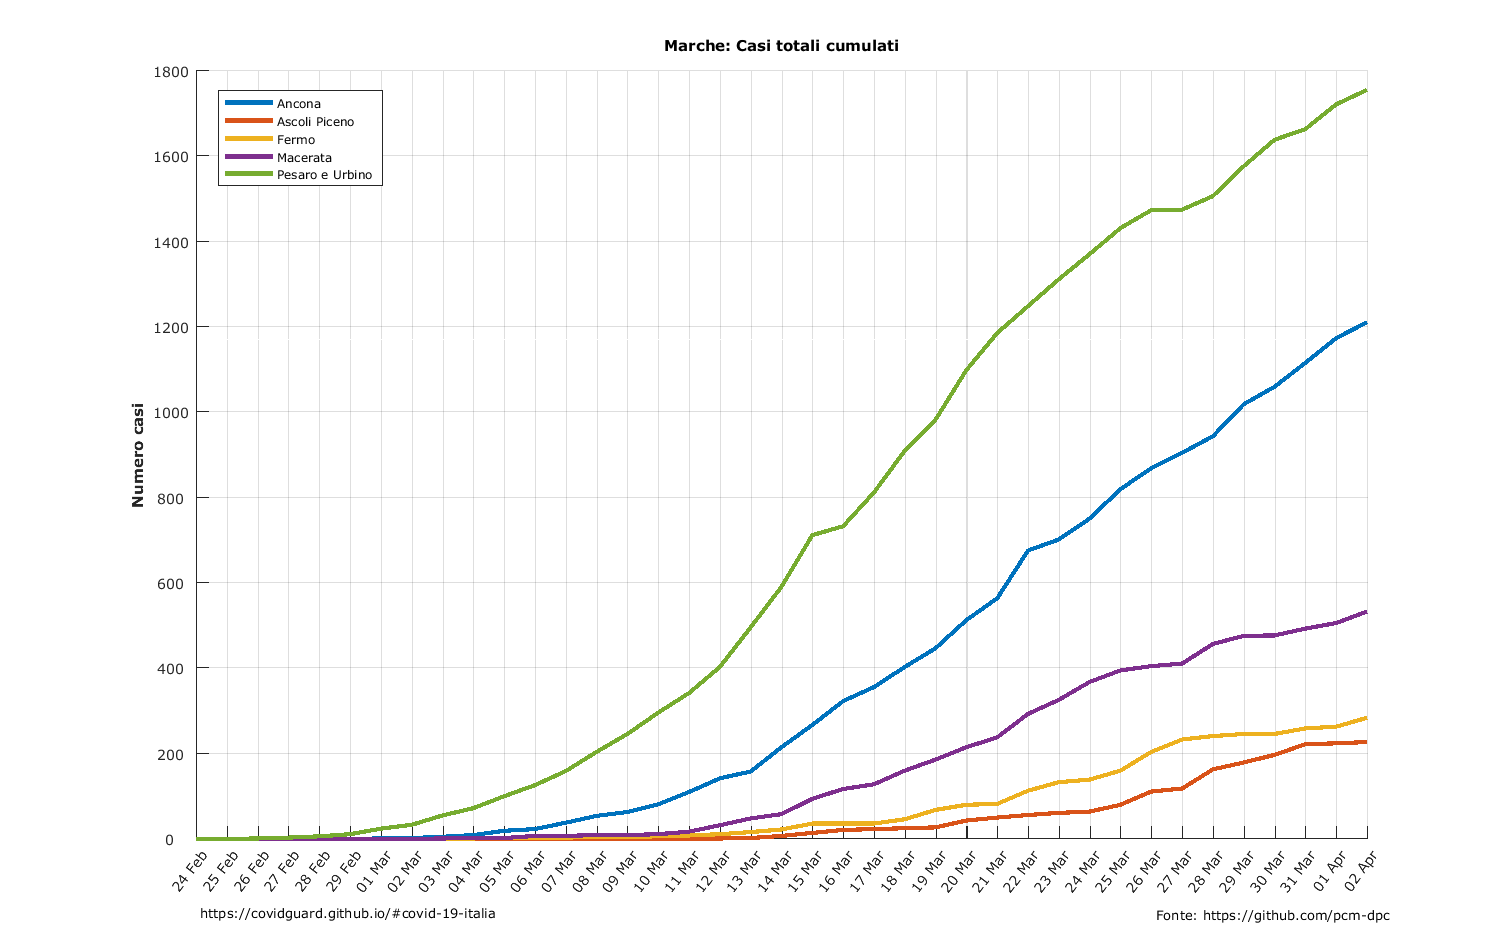 Marche: Casi totali cumulati
Numero casi
1800
1600
1400
1200
1000
800
600
400
200
0
Ancona
Ascoli Piceno
Fermo
Macerata
Pesaro e Urbino
24 Feb
25 Feb
26 Feb
27 Feb
28 Feb
29 Feb
01 Mar
02 Mar
03 Mar
04 Mar
05 Mar
06 Mar
07 Mar
08 Mar
09 Mar
10 Mar
11 Mar
12 Mar
13 Mar
14 Mar
15 Mar
16 Mar
17 Mar
18 Mar
19 Mar
20 Mar
21 Mar
22 Mar
23 Mar
24 Mar
25 Mar
26 Mar
27 Mar
28 Mar
29 Mar
30 Mar
31 Mar
01 Apr
02 Apr
https://covidguard.github.io/#covid-19-italia
Fonte: https://github.com/pcm-dpc